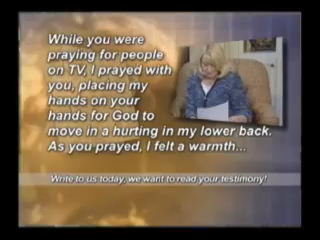 While you were
praying for people
on TV, I prayed with
you, placing my
hands on your
hands for God to
move in a hurting in my lower back.
As you prayed, I felt a warmth...
Write to us today, we want to read your testimony!